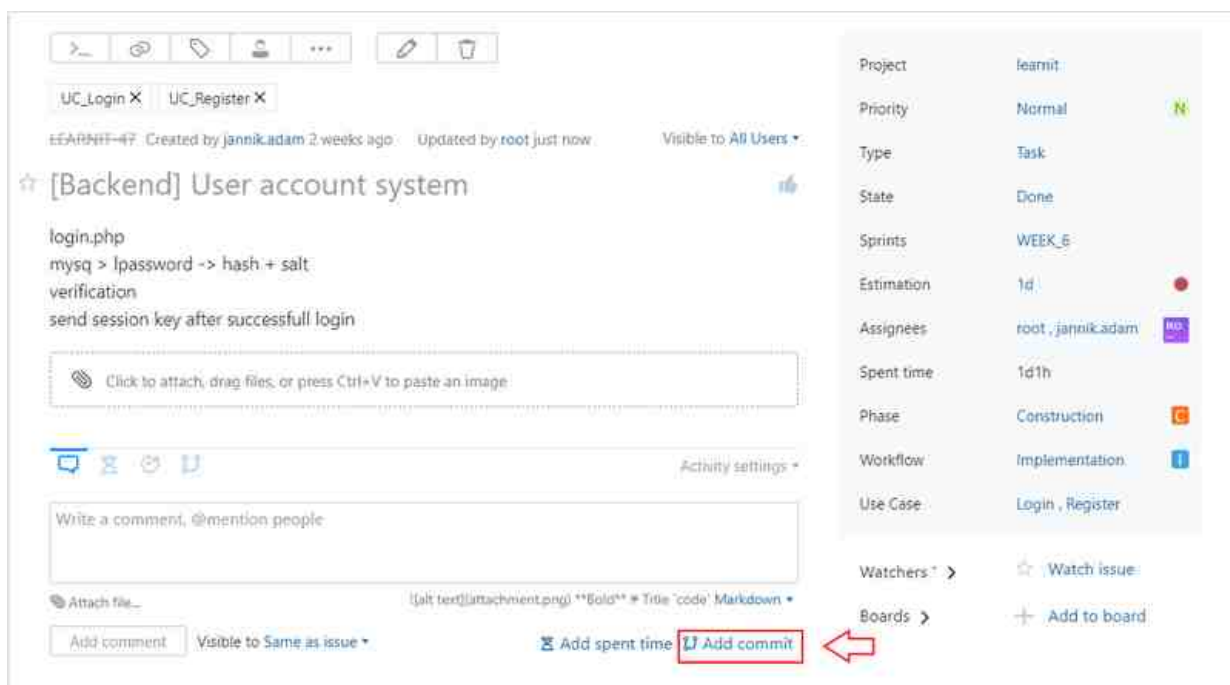 >_
UC_Login ✕ UC_Register ✕
LEARNIT-47 Created by jannik.adam 2 weeks ago Updated by root just now Visible to All Users
[Backend] User account system
login.php
mysq > lpassword -> hash + salt
verification
send session key after successfull login
Click to attach, drag files, or press Ctrl+V to paste an image
Activity settings
Write a comment, @mention people
Attach file...
![alt text](attachment.png) **Bold** # Title `code` Markdown
Add comment Visible to Same as issue Add spent time Add commit
Project learnit
Priority Normal N
Type Task
State Done
Sprints WEEK_6
Estimation 1d
Assignees root , jannik.adam RO
Spent time 1d1h
Phase Construction C
Workflow Implementation I
Use Case Login , Register
Watchers Watch issue
Boards Add to board